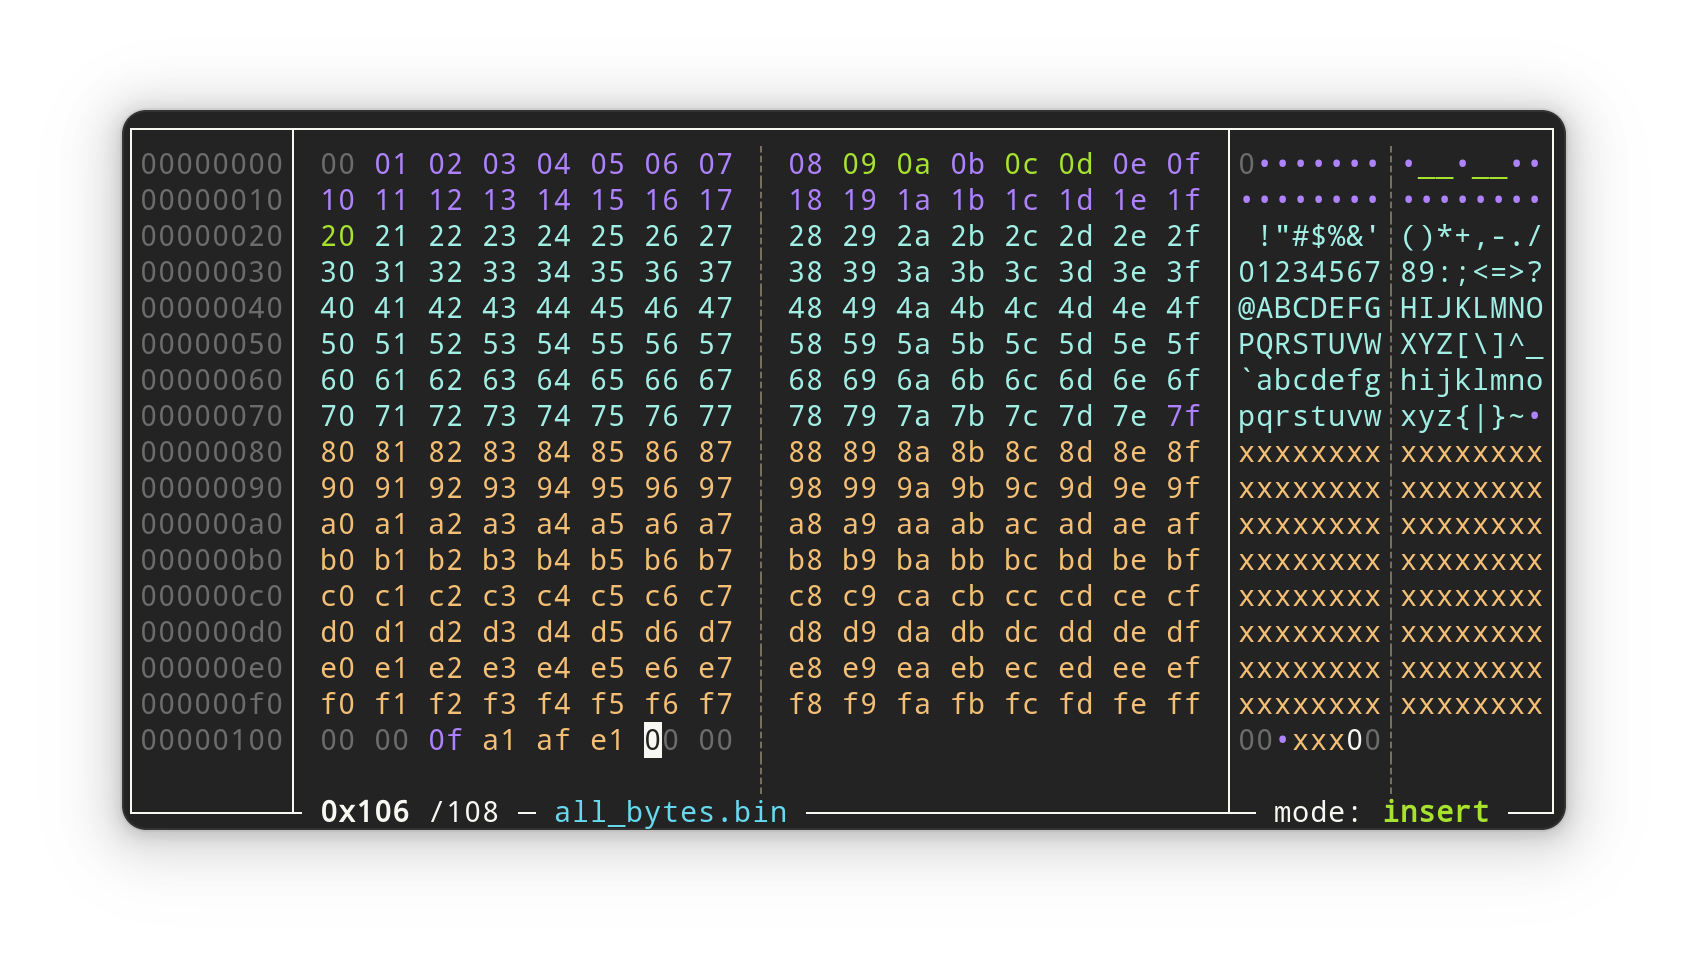 00000000 00 01 02 03 04 05 06 07 08 09 0a 0b 0c 0d 0e 0f 0••••••• •__•__••
00000010 10 11 12 13 14 15 16 17 18 19 1a 1b 1c 1d 1e 1f •••••••• ••••••••
00000020 20 21 22 23 24 25 26 27 28 29 2a 2b 2c 2d 2e 2f  !"#$%&' ()*+,-./
00000030 30 31 32 33 34 35 36 37 38 39 3a 3b 3c 3d 3e 3f 01234567 89:;<=>?
00000040 40 41 42 43 44 45 46 47 48 49 4a 4b 4c 4d 4e 4f @ABCDEFG HIJKLMNO
00000050 50 51 52 53 54 55 56 57 58 59 5a 5b 5c 5d 5e 5f PQRSTUVW XYZ[\]^_
00000060 60 61 62 63 64 65 66 67 68 69 6a 6b 6c 6d 6e 6f `abcdefg hijklmno
00000070 70 71 72 73 74 75 76 77 78 79 7a 7b 7c 7d 7e 7f pqrstuvw xyz{|}~•
00000080 80 81 82 83 84 85 86 87 88 89 8a 8b 8c 8d 8e 8f xxxxxxxx xxxxxxxx
00000090 90 91 92 93 94 95 96 97 98 99 9a 9b 9c 9d 9e 9f xxxxxxxx xxxxxxxx
000000a0 a0 a1 a2 a3 a4 a5 a6 a7 a8 a9 aa ab ac ad ae af xxxxxxxx xxxxxxxx
000000b0 b0 b1 b2 b3 b4 b5 b6 b7 b8 b9 ba bb bc bd be bf xxxxxxxx xxxxxxxx
000000c0 c0 c1 c2 c3 c4 c5 c6 c7 c8 c9 ca cb cc cd ce cf xxxxxxxx xxxxxxxx
000000d0 d0 d1 d2 d3 d4 d5 d6 d7 d8 d9 da db dc dd de df xxxxxxxx xxxxxxxx
000000e0 e0 e1 e2 e3 e4 e5 e6 e7 e8 e9 ea eb ec ed ee ef xxxxxxxx xxxxxxxx
000000f0 f0 f1 f2 f3 f4 f5 f6 f7 f8 f9 fa fb fc fd fe ff xxxxxxxx xxxxxxxx
00000100 00 00 0f a1 af e1 00 00 00•xxx00
0x106 /108 — all_bytes.bin mode: insert